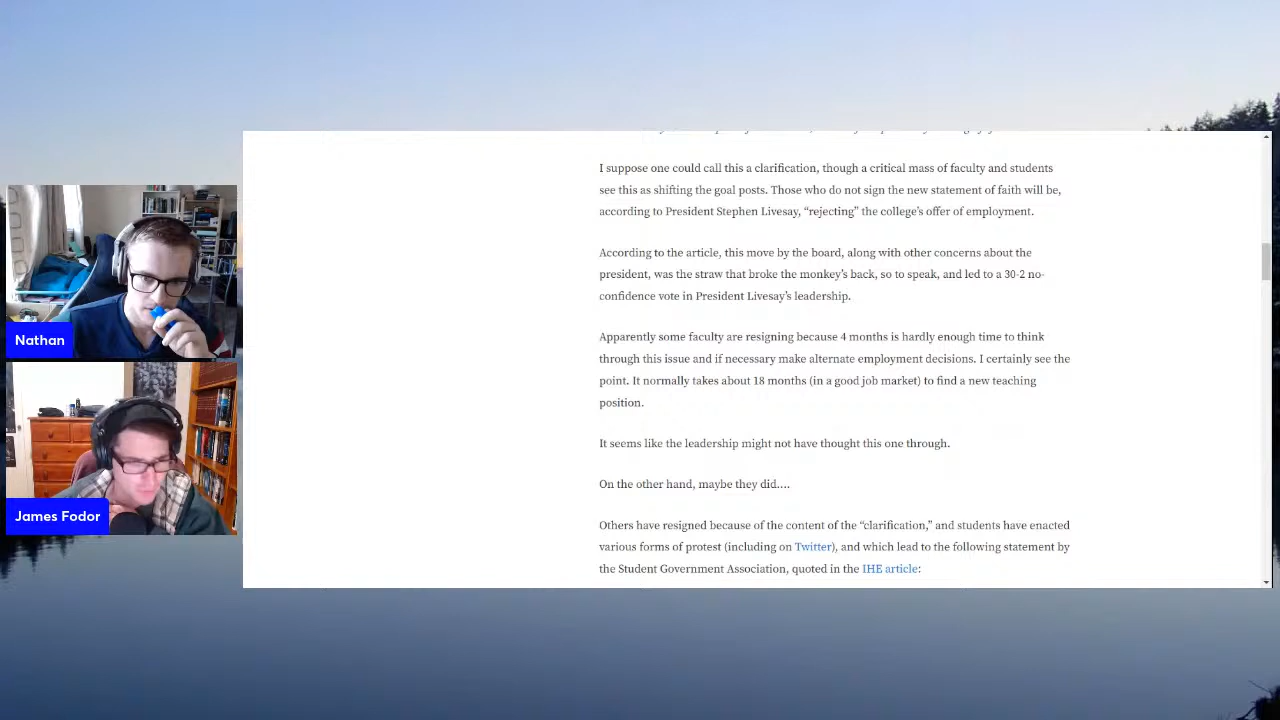 I suppose one could call this a clarification, though a critical mass of faculty and students
see this as shifting the goal posts. Those who do not sign the new statement of faith will be,
according to President Stephen Livesay, “rejecting” the college’s offer of employment.
According to the article, this move by the board, along with other concerns about the
president, was the straw that broke the monkey’s back, so to speak, and led to a 30-2 no-
confidence vote in President Livesay’s leadership.
Apparently some faculty are resigning because 4 months is hardly enough time to think
through this issue and if necessary make alternate employment decisions. I certainly see the
point. It normally takes about 18 months (in a good job market) to find a new teaching
position.
It seems like the leadership might not have thought this one through.
On the other hand, maybe they did….
Others have resigned because of the content of the “clarification,” and students have enacted
various forms of protest (including on Twitter), and which lead to the following statement by
the Student Government Association, quoted in the IHE article:
Nathan
James Fodor